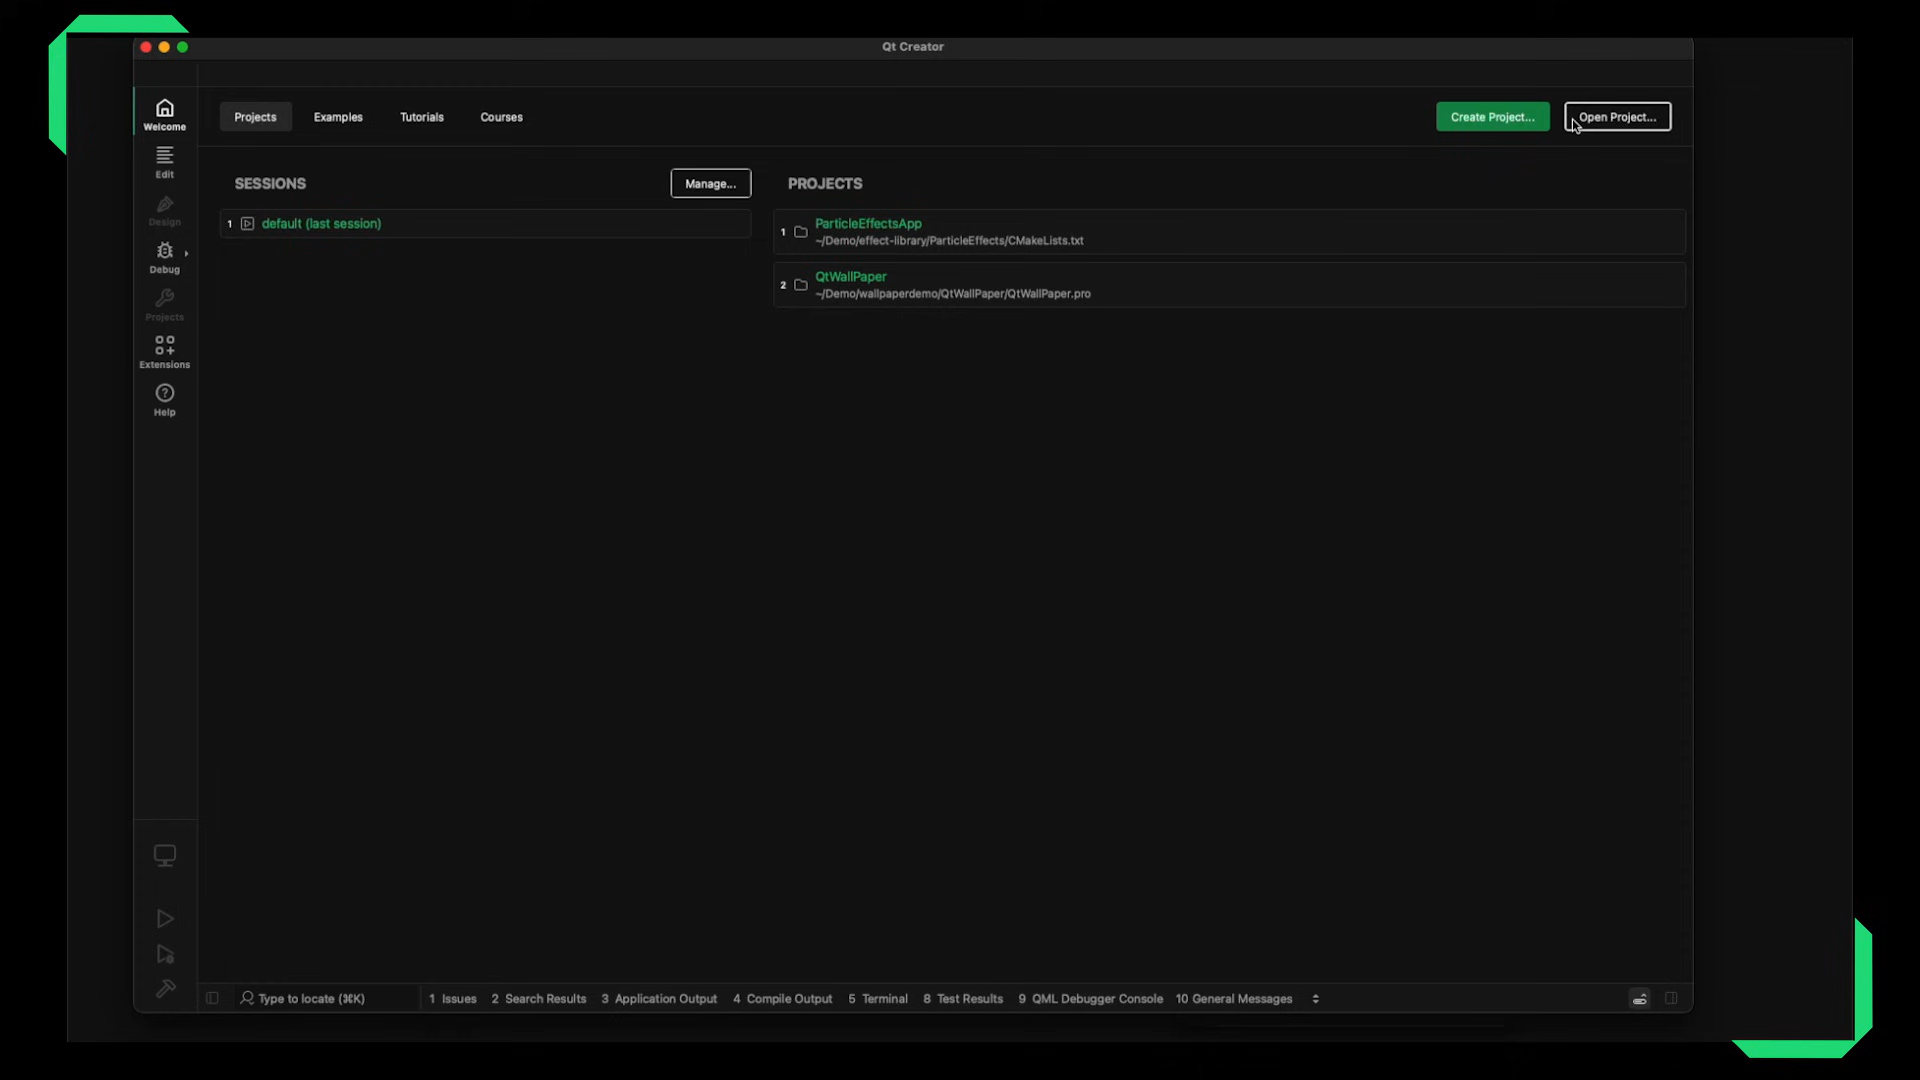 Qt Creator
Welcome
Edit
Design
Debug
Projects
Extensions
Help
Projects Examples Tutorials Courses
Create Project... Open Project...
SESSIONS
Manage...
1 default (last session)
PROJECTS
1 ParticleEffectsApp
~/Demo/effect-library/ParticleEffects/CMakeLists.txt
2 QtWallPaper
~/Demo/wallpaperdemo/QtWallPaper/QtWallPaper.pro
Type to locate (⌘K) 1 Issues 2 Search Results 3 Application Output 4 Compile Output 5 Terminal 8 Test Results 9 QML Debugger Console 10 General Messages